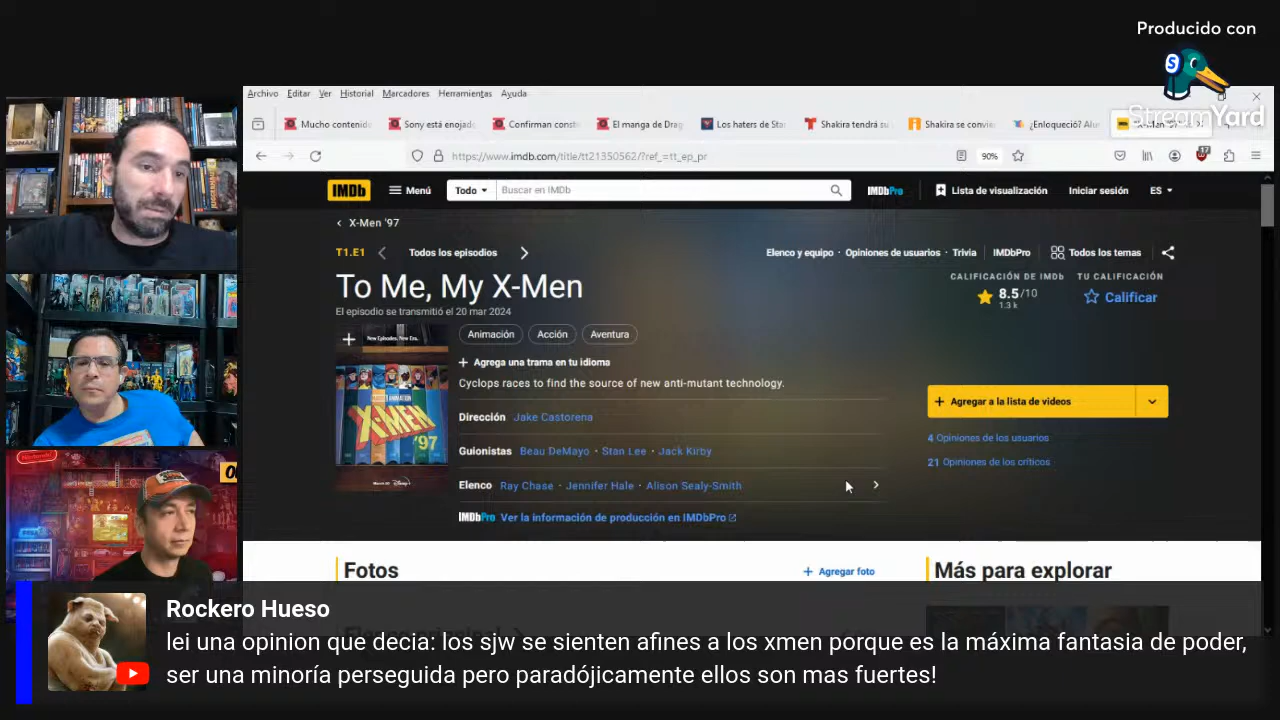 Producido con
StreamYard
Archivo Editar Ver Historial Marcadores Herramientas Ayuda
Mucho contenido
Sony está enojad
Confirman cons
El manga de Drag
Los haters de Sta
Shakira tendrá su
Shakira se convie
¿Enloqueció? Alu
https://www.imdb.com/title/tt21350562/?ref_=tt_ep_pr
90%
17
IMDb
Menú
Todo
Buscar en IMDb
IMDbPro
Lista de visualización
Iniciar sesión
ES
X-Men '97
T1.E1
Todos los episodios
Elenco y equipo · Opiniones de usuarios · Trivia
IMDbPro
Todos los temas
To Me, My X-Men
El episodio se transmitió el 20 mar 2024
CALIFICACIÓN DE IMDb
8.5/10
1.3 k
TU CALIFICACIÓN
Calificar
New Episodes. New Era.
X-MEN
'97
Disney+
Animación
Acción
Aventura
+ Agrega una trama en tu idioma
Cyclops races to find the source of new anti-mutant technology.
Dirección Jake Castorena
Guionistas Beau DeMayo · Stan Lee · Jack Kirby
Elenco Ray Chase · Jennifer Hale · Alison Sealy-Smith
IMDbPro Ver la información de producción en IMDbPro
+ Agregar a la lista de videos
4 Opiniones de los usuarios
21 Opiniones de los críticos
Fotos
+ Agregar foto
Más para explorar
CONAN
Rockero Hueso
lei una opinion que decia: los sjw se sienten afines a los xmen porque es la máxima fantasia de poder,
ser una minoría perseguida pero paradójicamente ellos son mas fuertes!